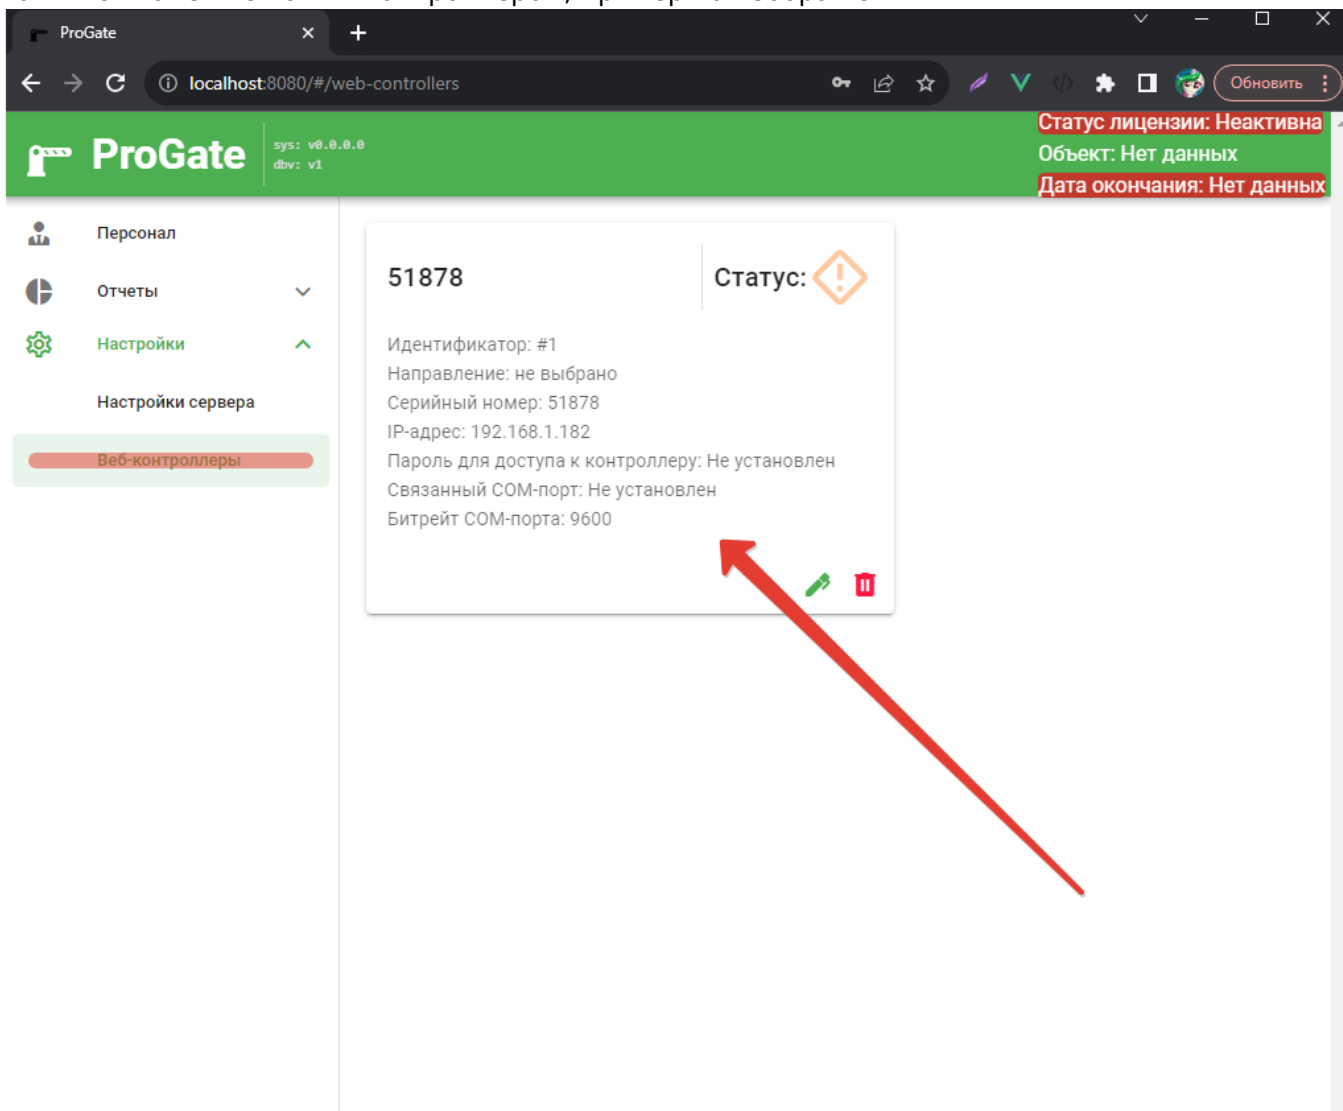 ProGate
localhost:8080/#/web-controllers
Обновить
ProGate
sys: v0.0.0.0
dbv: v1
Статус лицензии: Неактивна
Объект: Нет данных
Дата окончания: Нет данных
Персонал
Отчеты
Настройки
Настройки сервера
Веб-контроллеры
51878
Статус:
Идентификатор: #1
Направление: не выбрано
Серийный номер: 51878
IP-адрес: 192.168.1.182
Пароль для доступа к контроллеру: Не установлен
Связанный COM-порт: Не установлен
Битрейт COM-порта: 9600